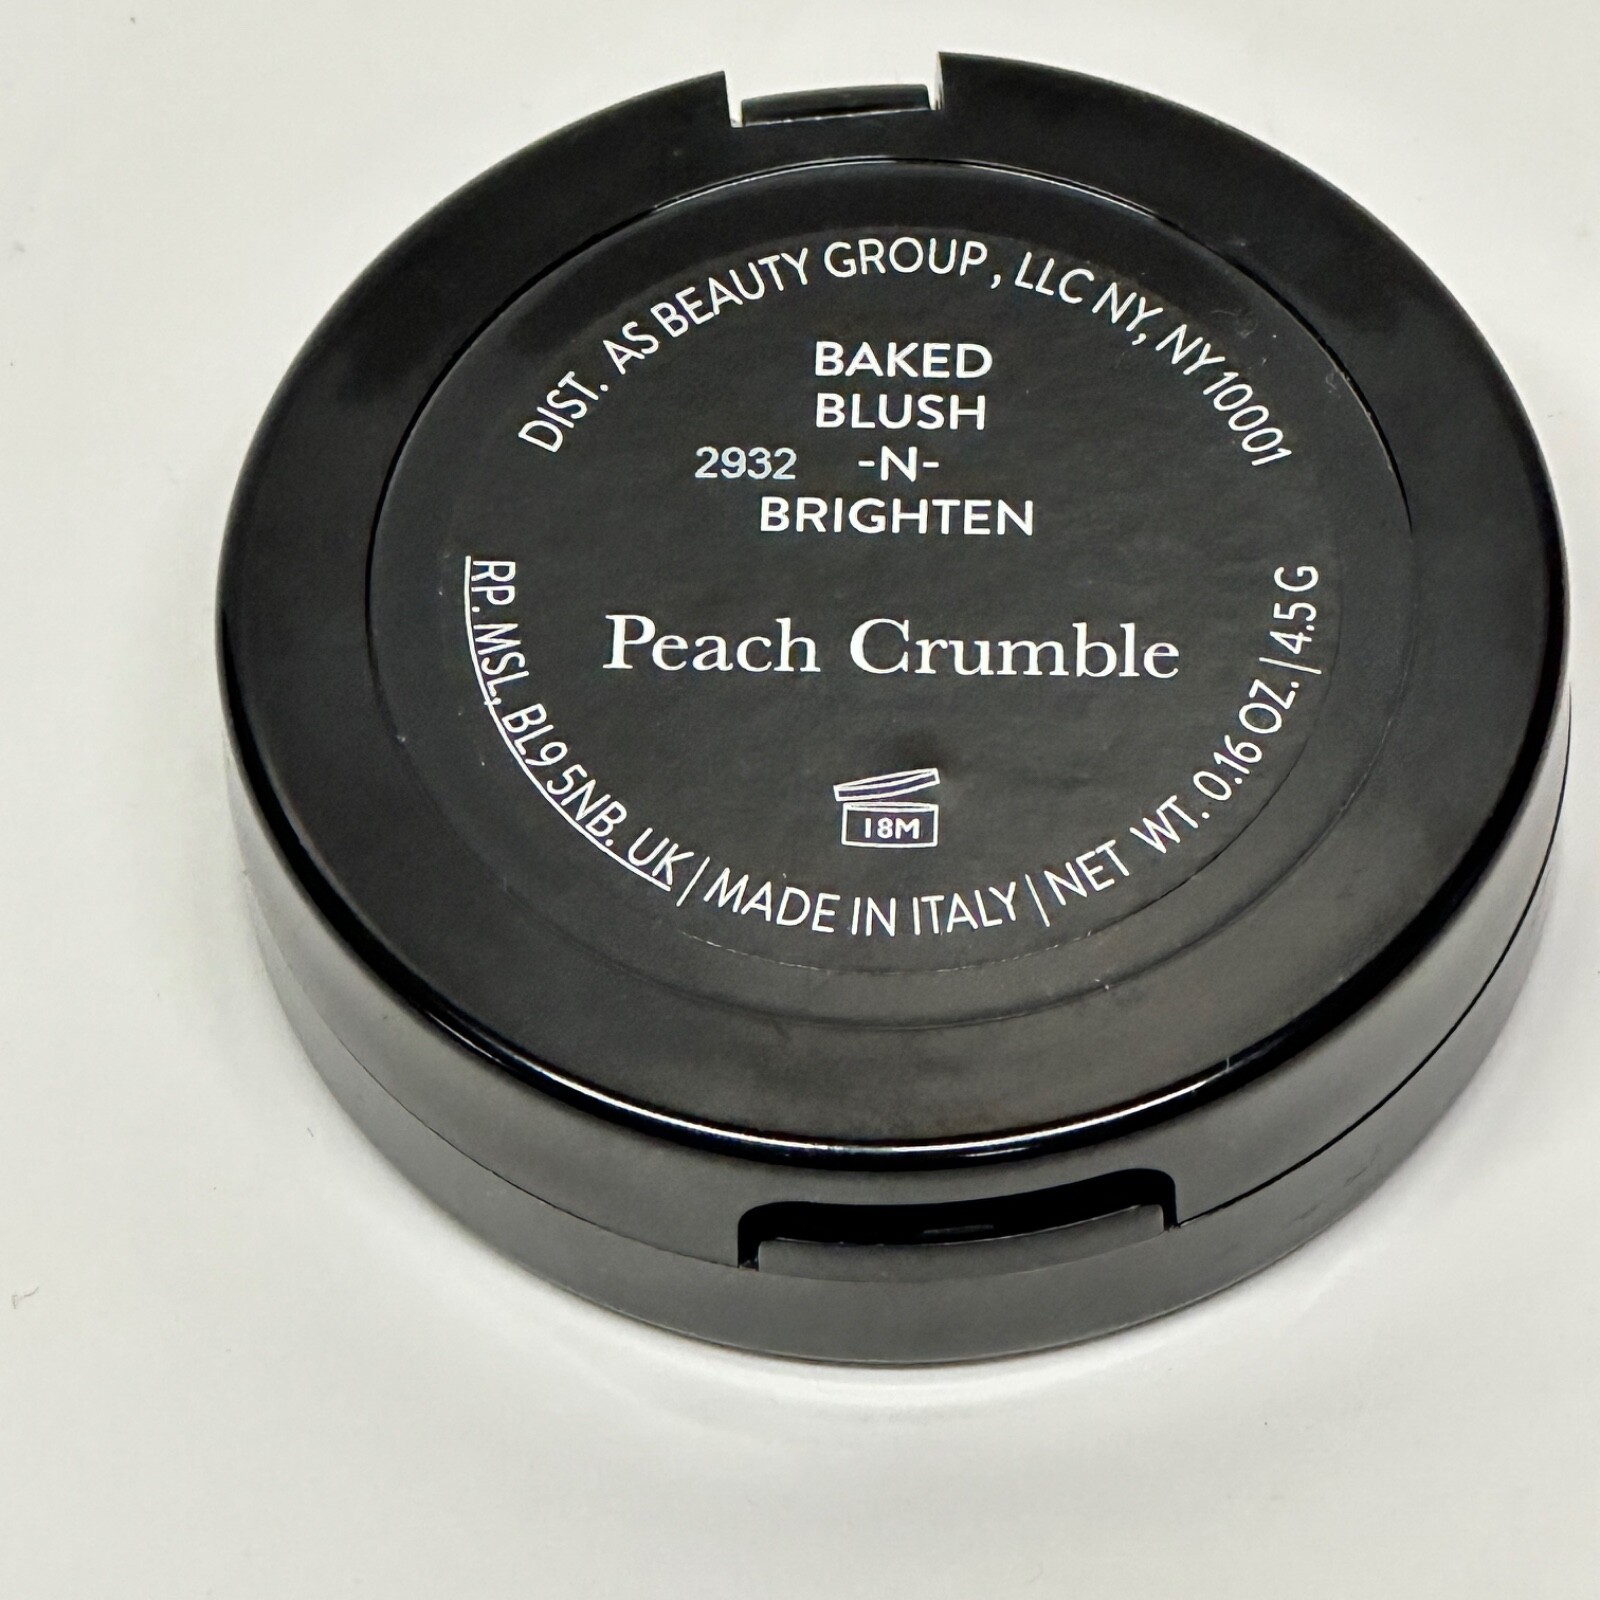 DIST. AS BEAUTY GROUP, LLC NY, NY 10001
BAKED
BLUSH
2932 -N-
BRIGHTEN
Peach Crumble
18M
RP. MSL, BL9 5NB. UK | MADE IN ITALY | NET WT. 0.16 OZ. | 4.5 G